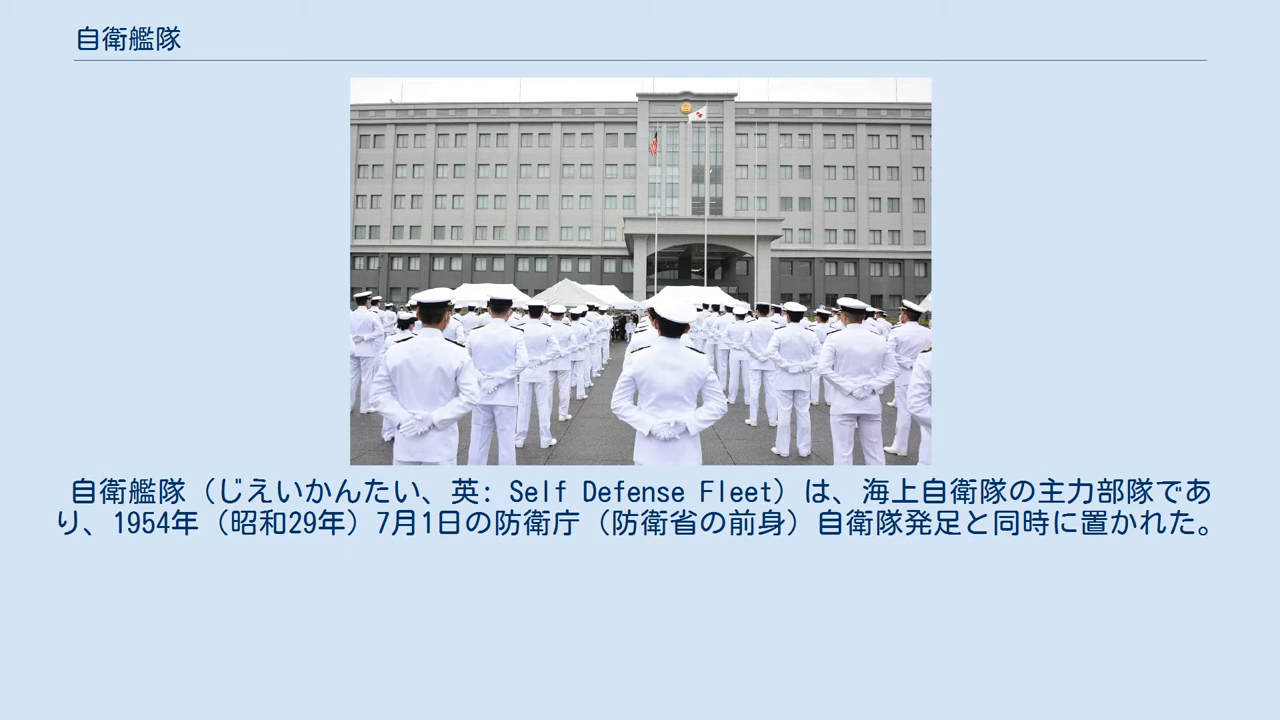 自衛艦隊
自衛艦隊（じえいかんたい、英: Self Defense Fleet）は、海上自衛隊の主力部隊であ
り、1954年（昭和29年）7月1日の防衛庁（防衛省の前身）自衛隊発足と同時に置かれた。